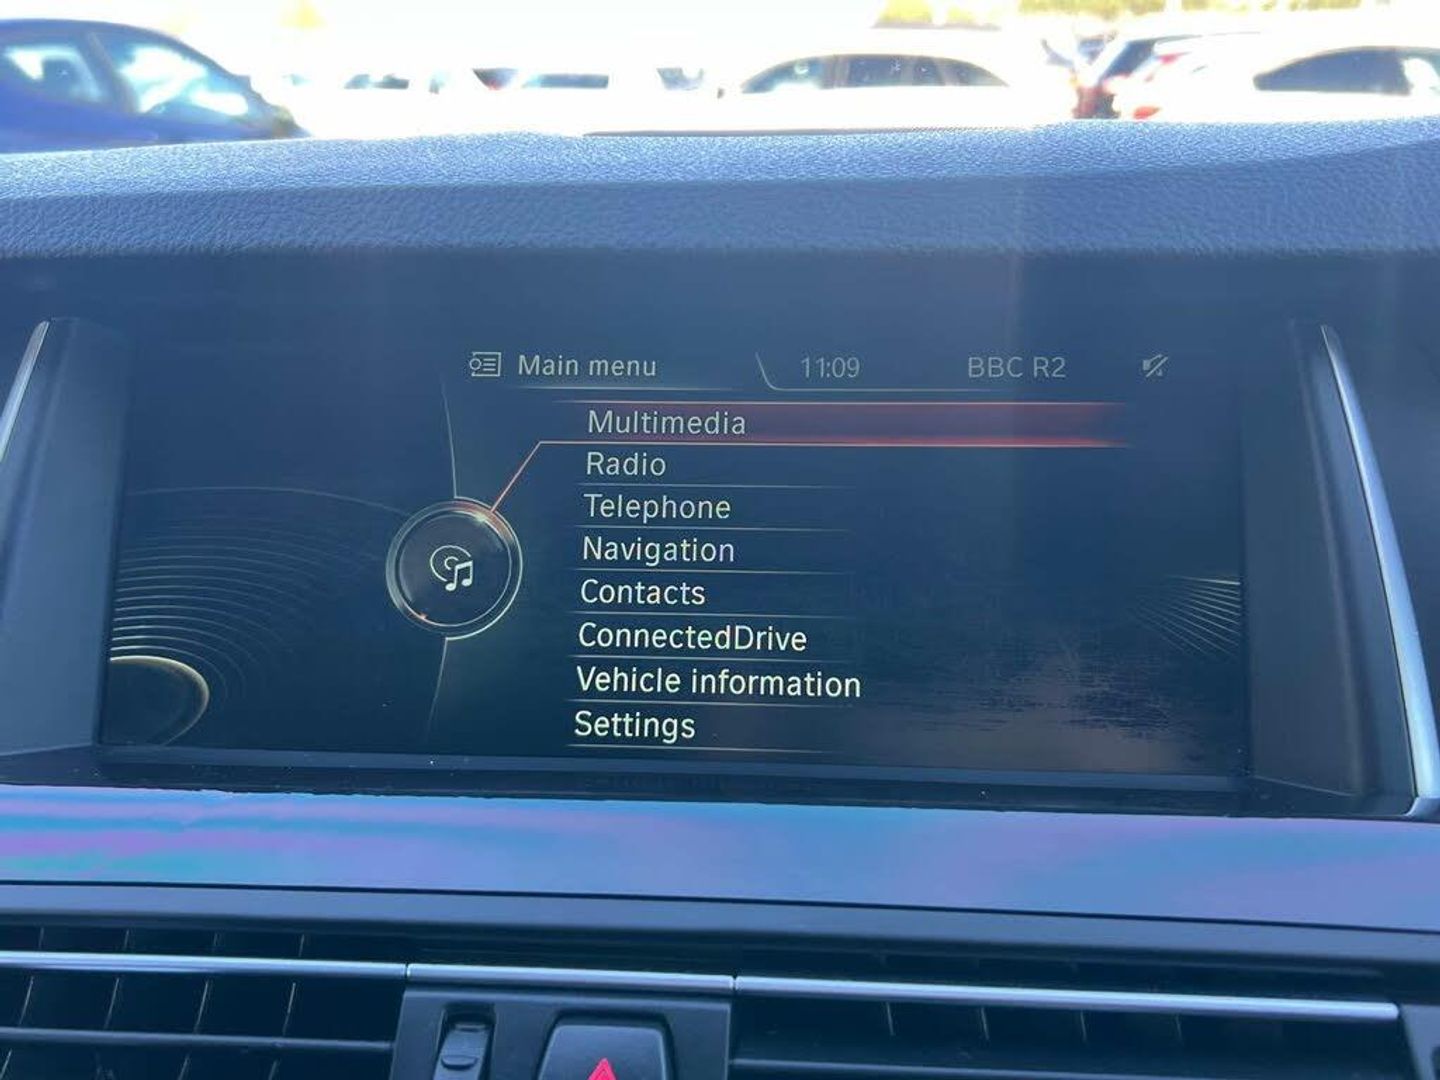 Main menu 11:09 BBC R2
Multimedia
Radio
Telephone
Navigation
Contacts
ConnectedDrive
Vehicle information
Settings